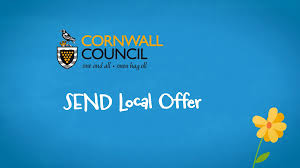 CORNWALL
COUNCIL
one and all • onen hag oll
SEND Local Offer